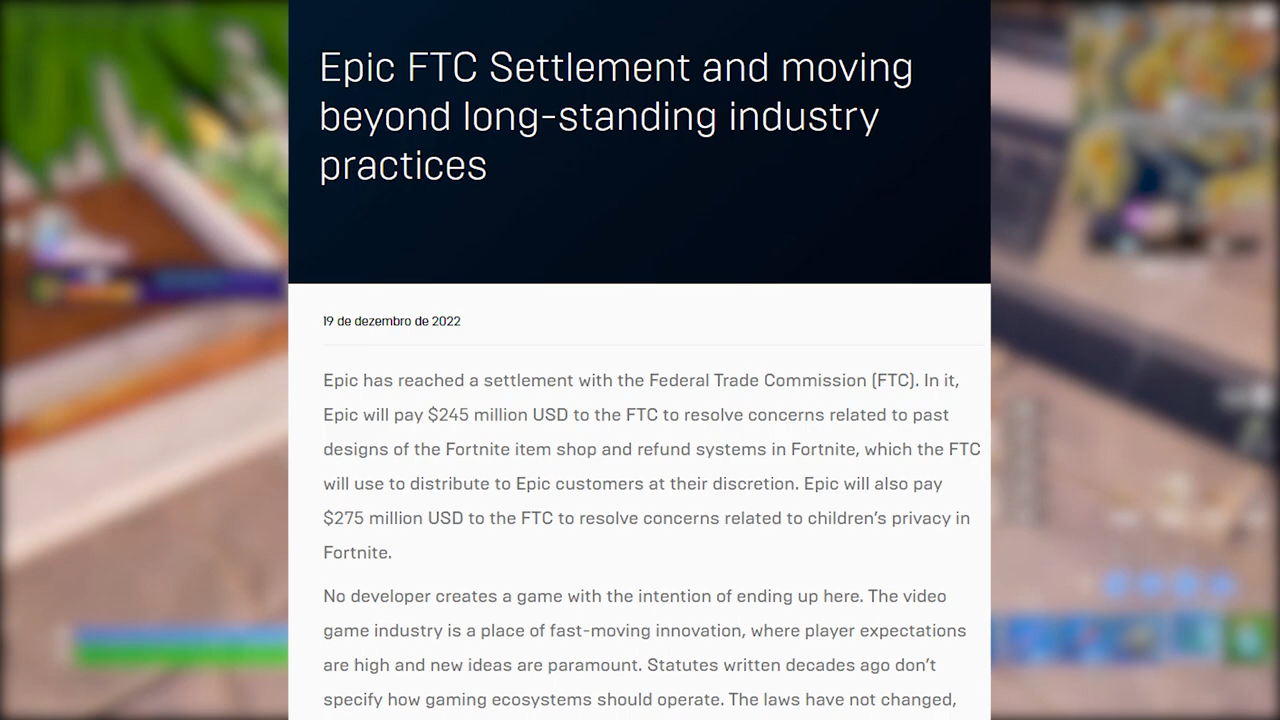 Epic FTC Settlement and moving
beyond long-standing industry
practices
19 de dezembro de 2022
Epic has reached a settlement with the Federal Trade Commission (FTC). In it,
Epic will pay $245 million USD to the FTC to resolve concerns related to past
designs of the Fortnite item shop and refund systems in Fortnite, which the FTC
will use to distribute to Epic customers at their discretion. Epic will also pay
$275 million USD to the FTC to resolve concerns related to children’s privacy in
Fortnite.
No developer creates a game with the intention of ending up here. The video
game industry is a place of fast-moving innovation, where player expectations
are high and new ideas are paramount. Statutes written decades ago don’t
specify how gaming ecosystems should operate. The laws have not changed,